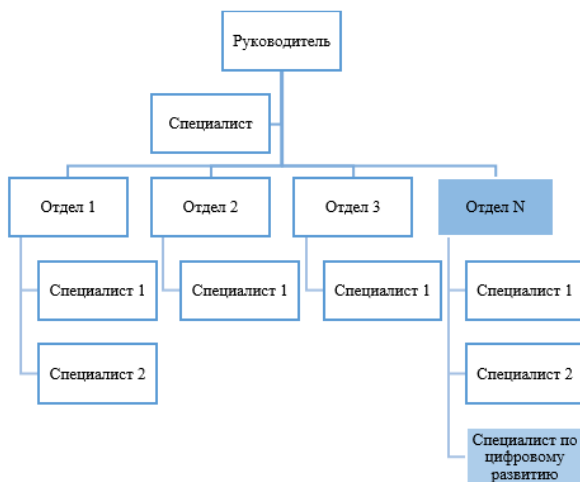 Руководитель
Специалист
Отдел 1
Отдел 2
Отдел 3
Отдел N
Специалист 1
Специалист 1
Специалист 1
Специалист 1
Специалист 2
Специалист 2
Специалист по
цифровому
развитию